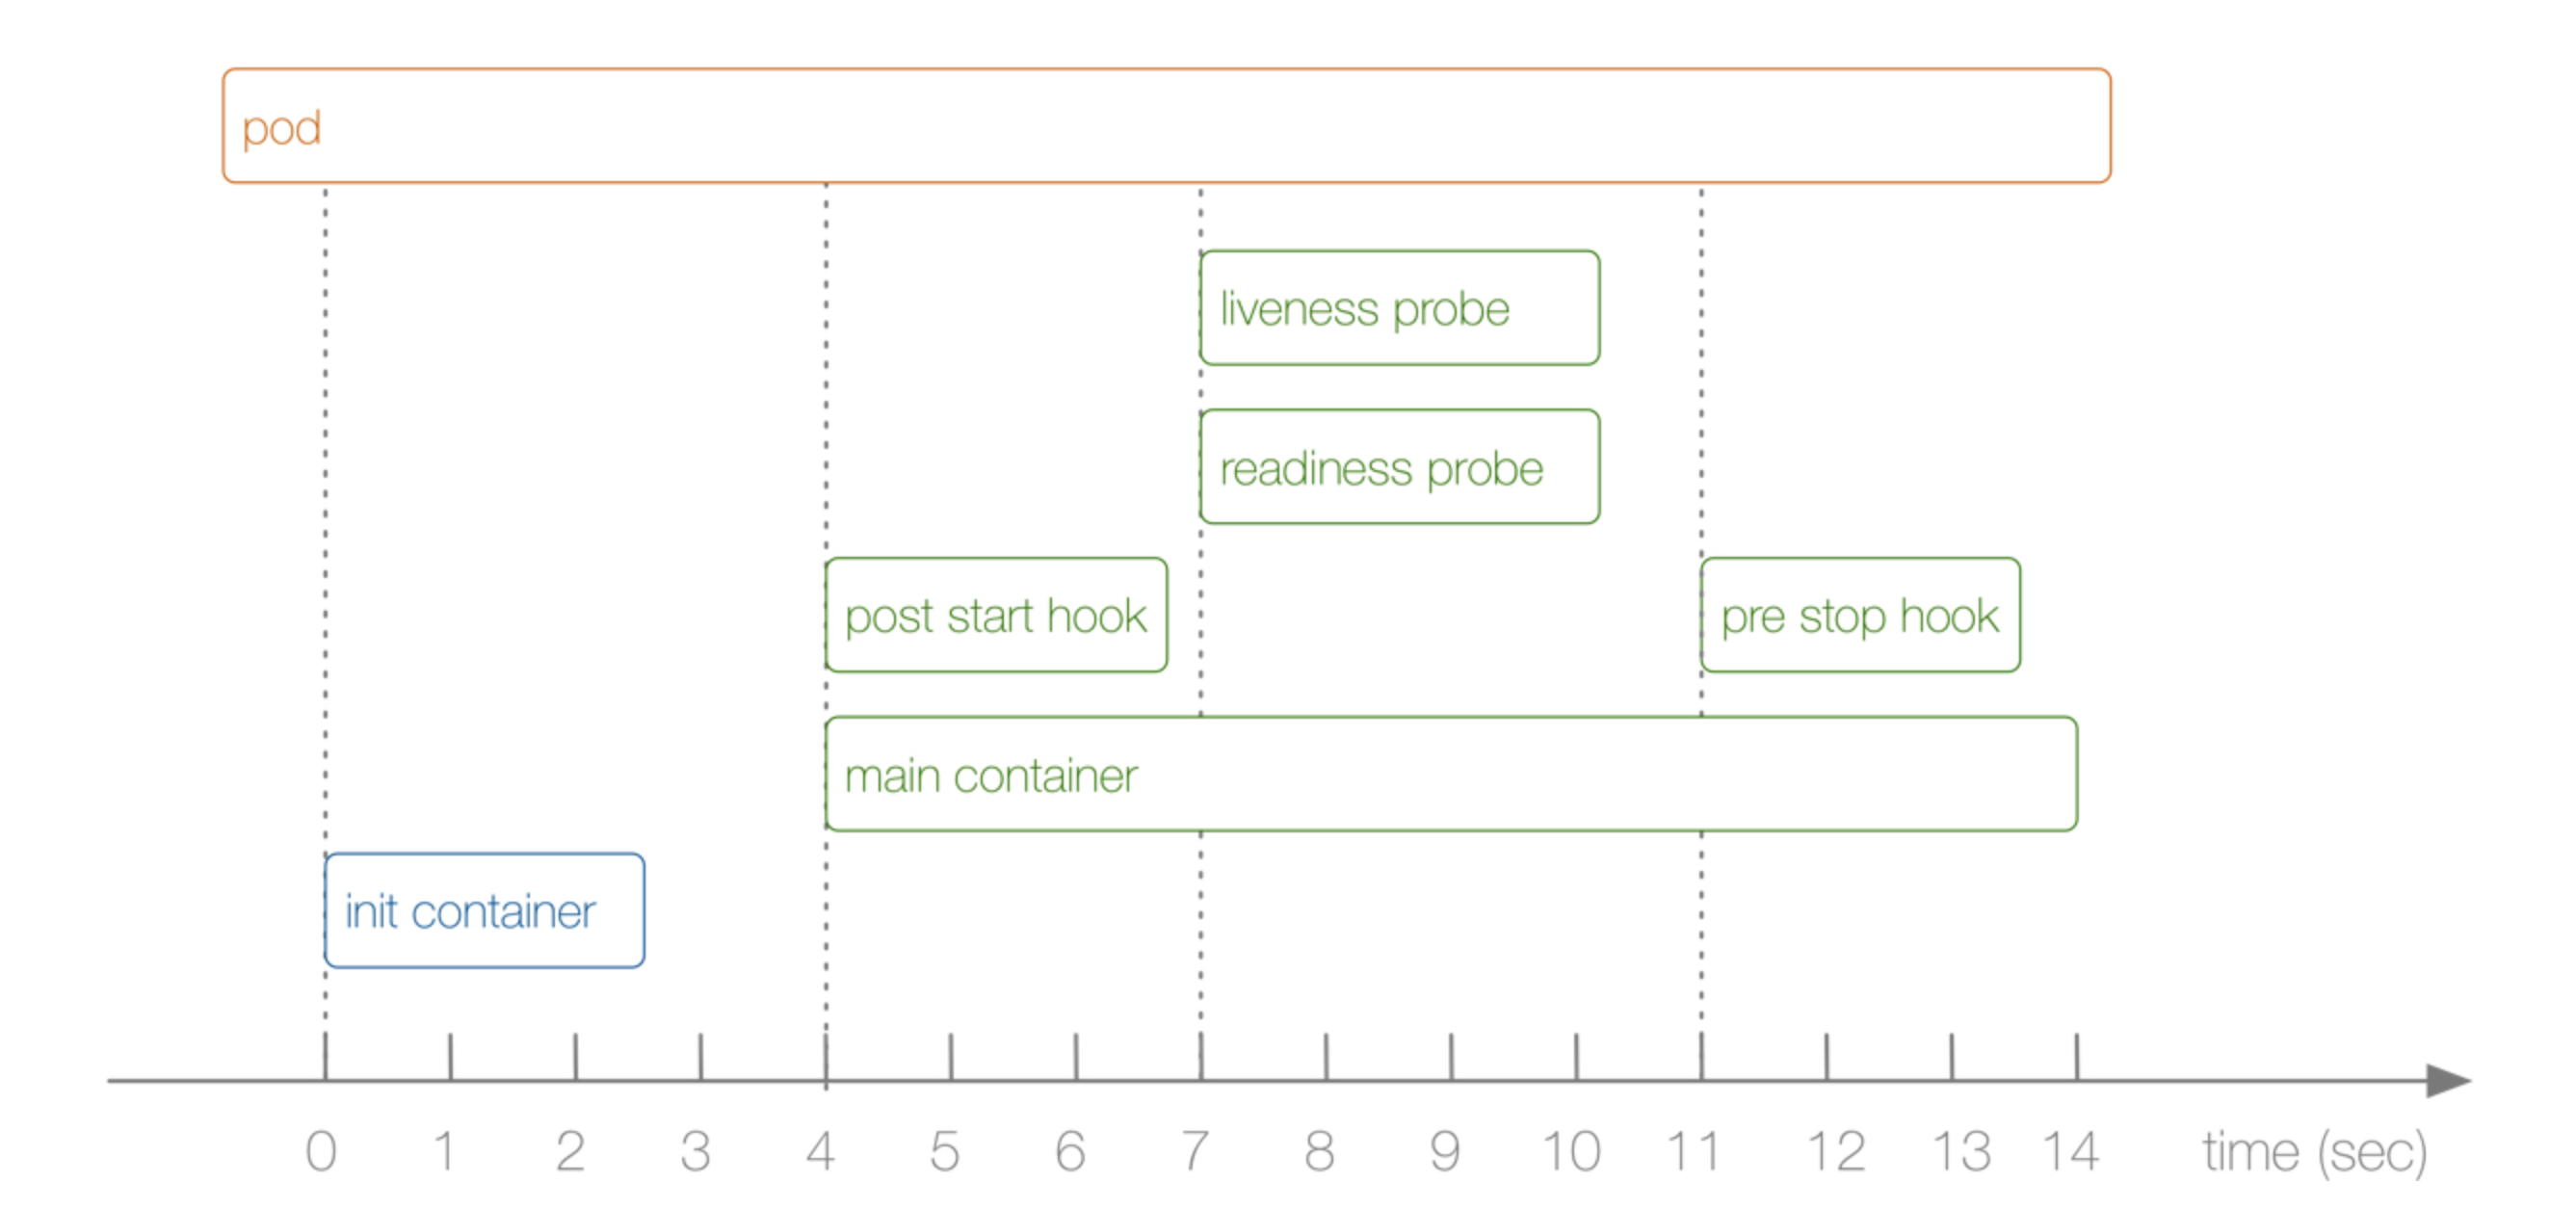 pod
liveness probe
readiness probe
post start hook
pre stop hook
main container
init container
0 1 2 3 4 5 6 7 8 9 10 11 12 13 14 time (sec)